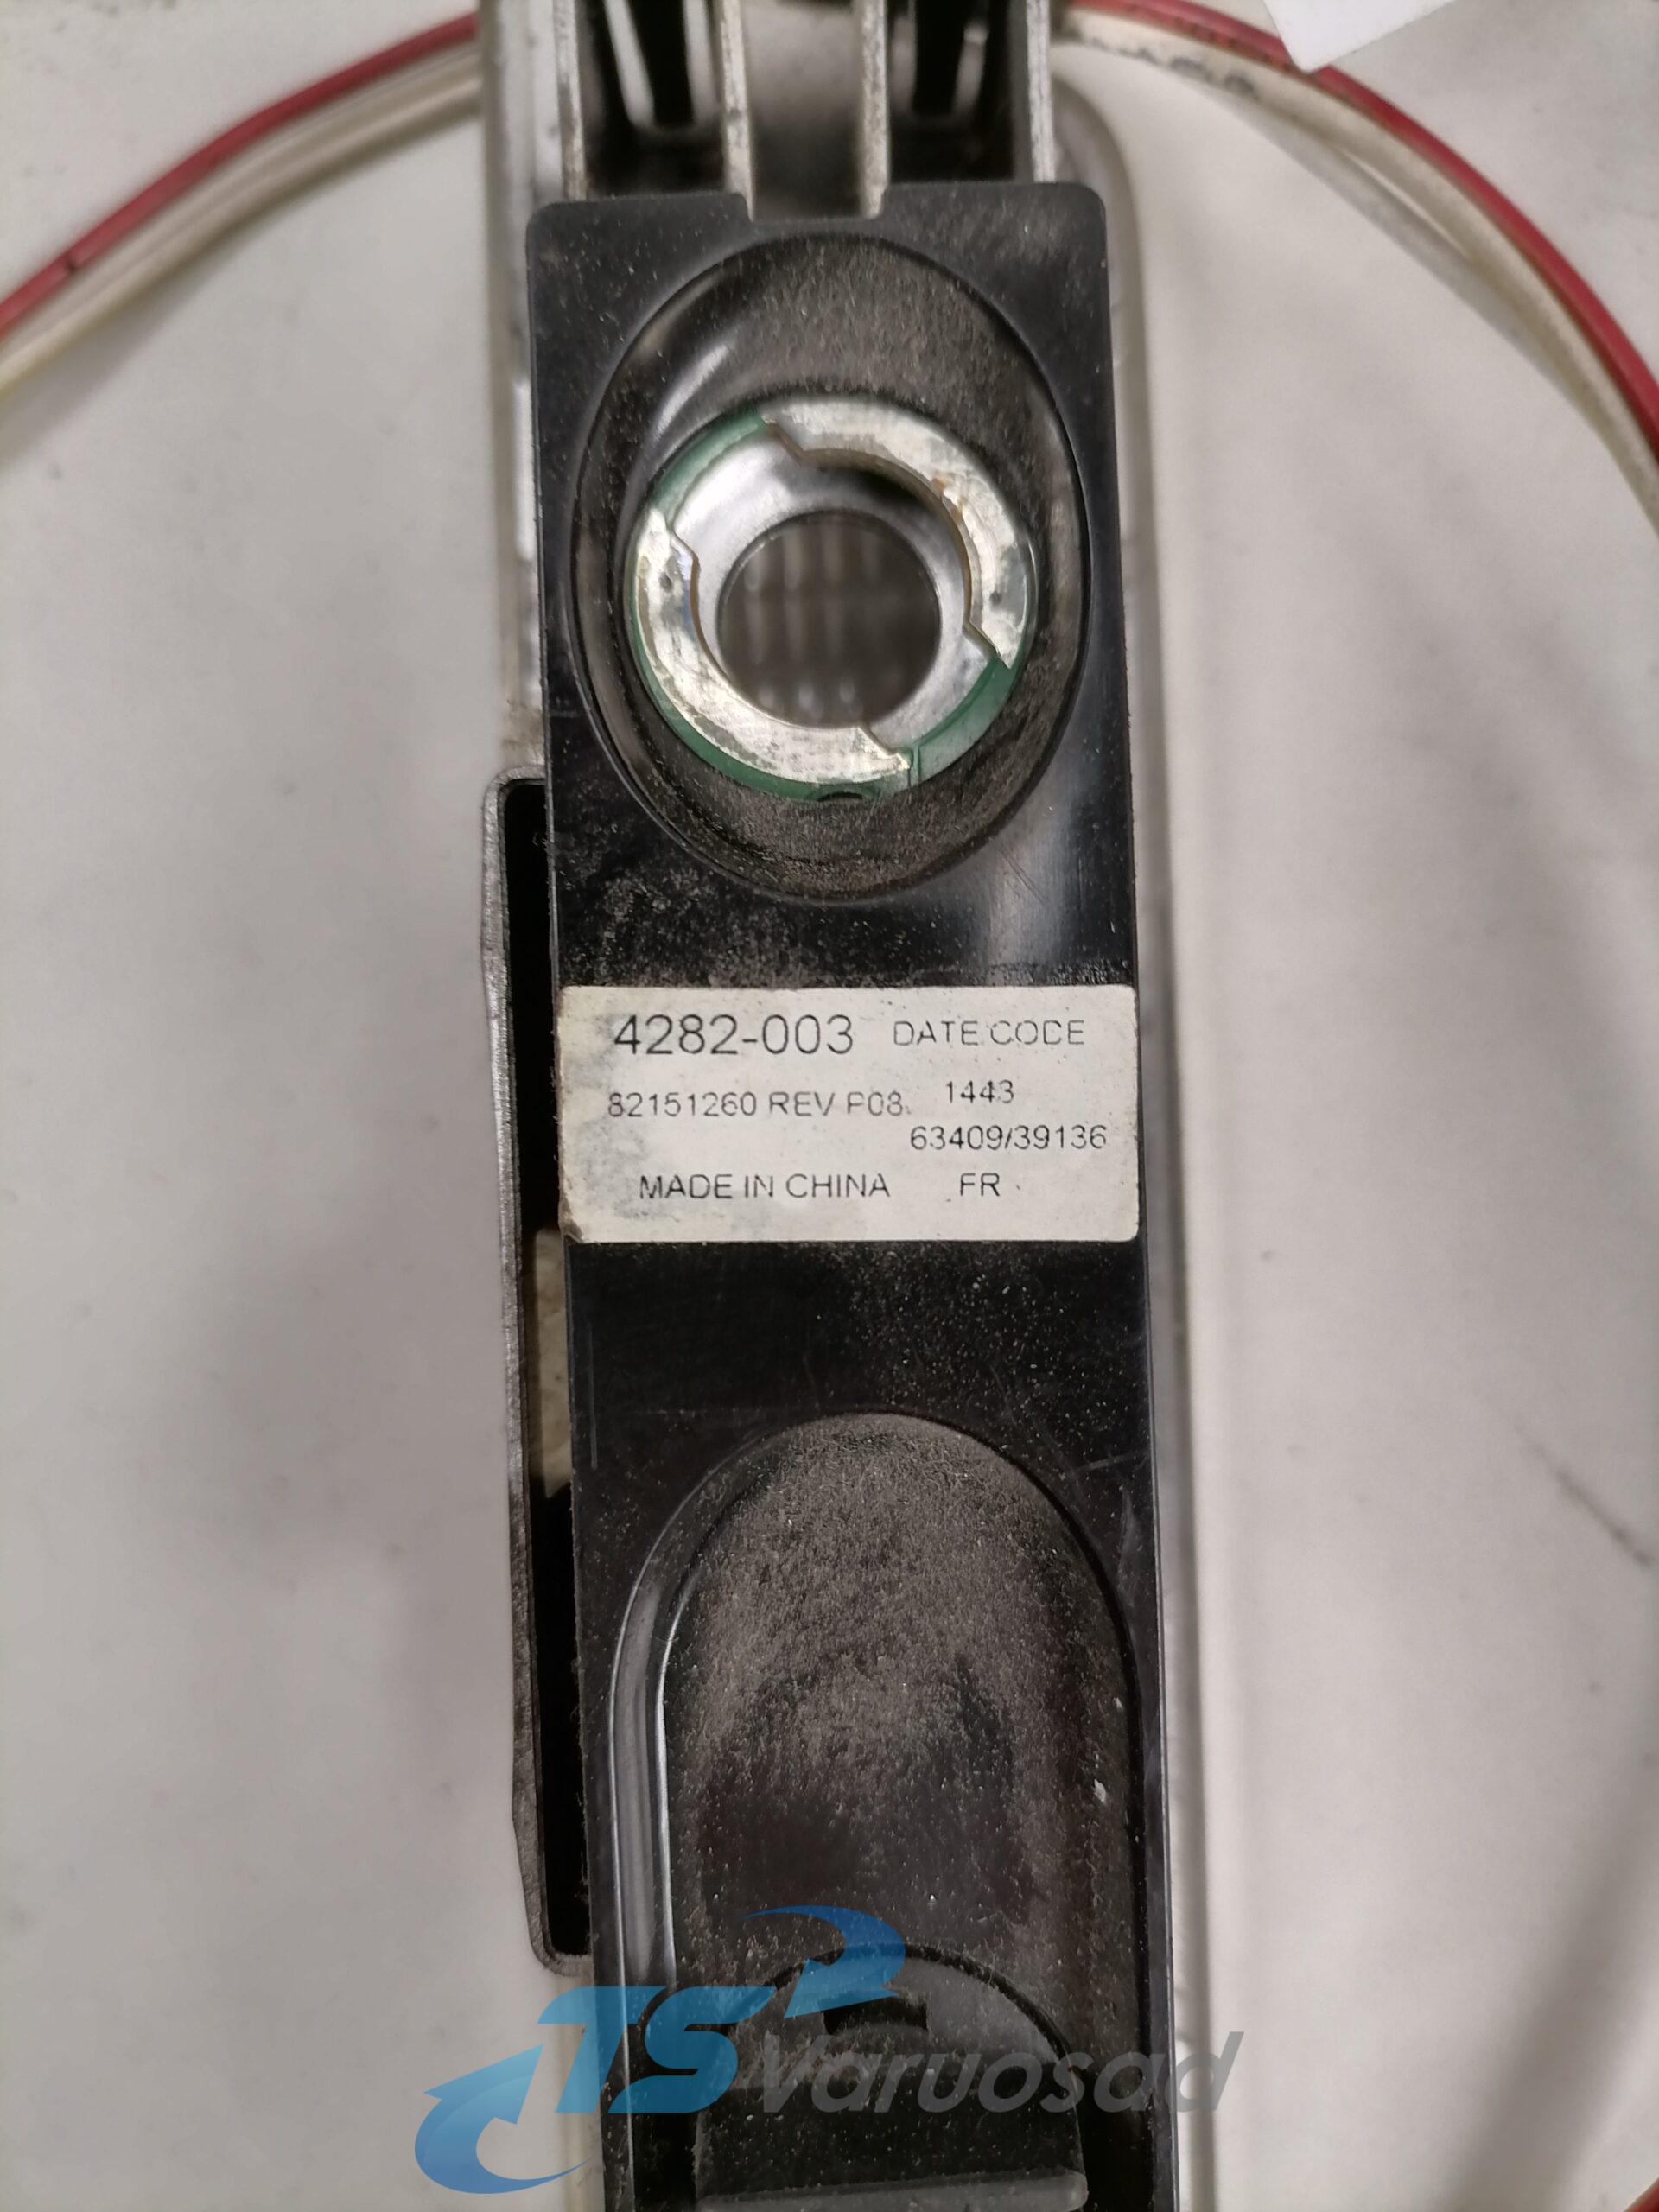 4282-003 DATE CODE
82151260 REV P08. 1443
63409/39136
MADE IN CHINA FR
TS Varuosad